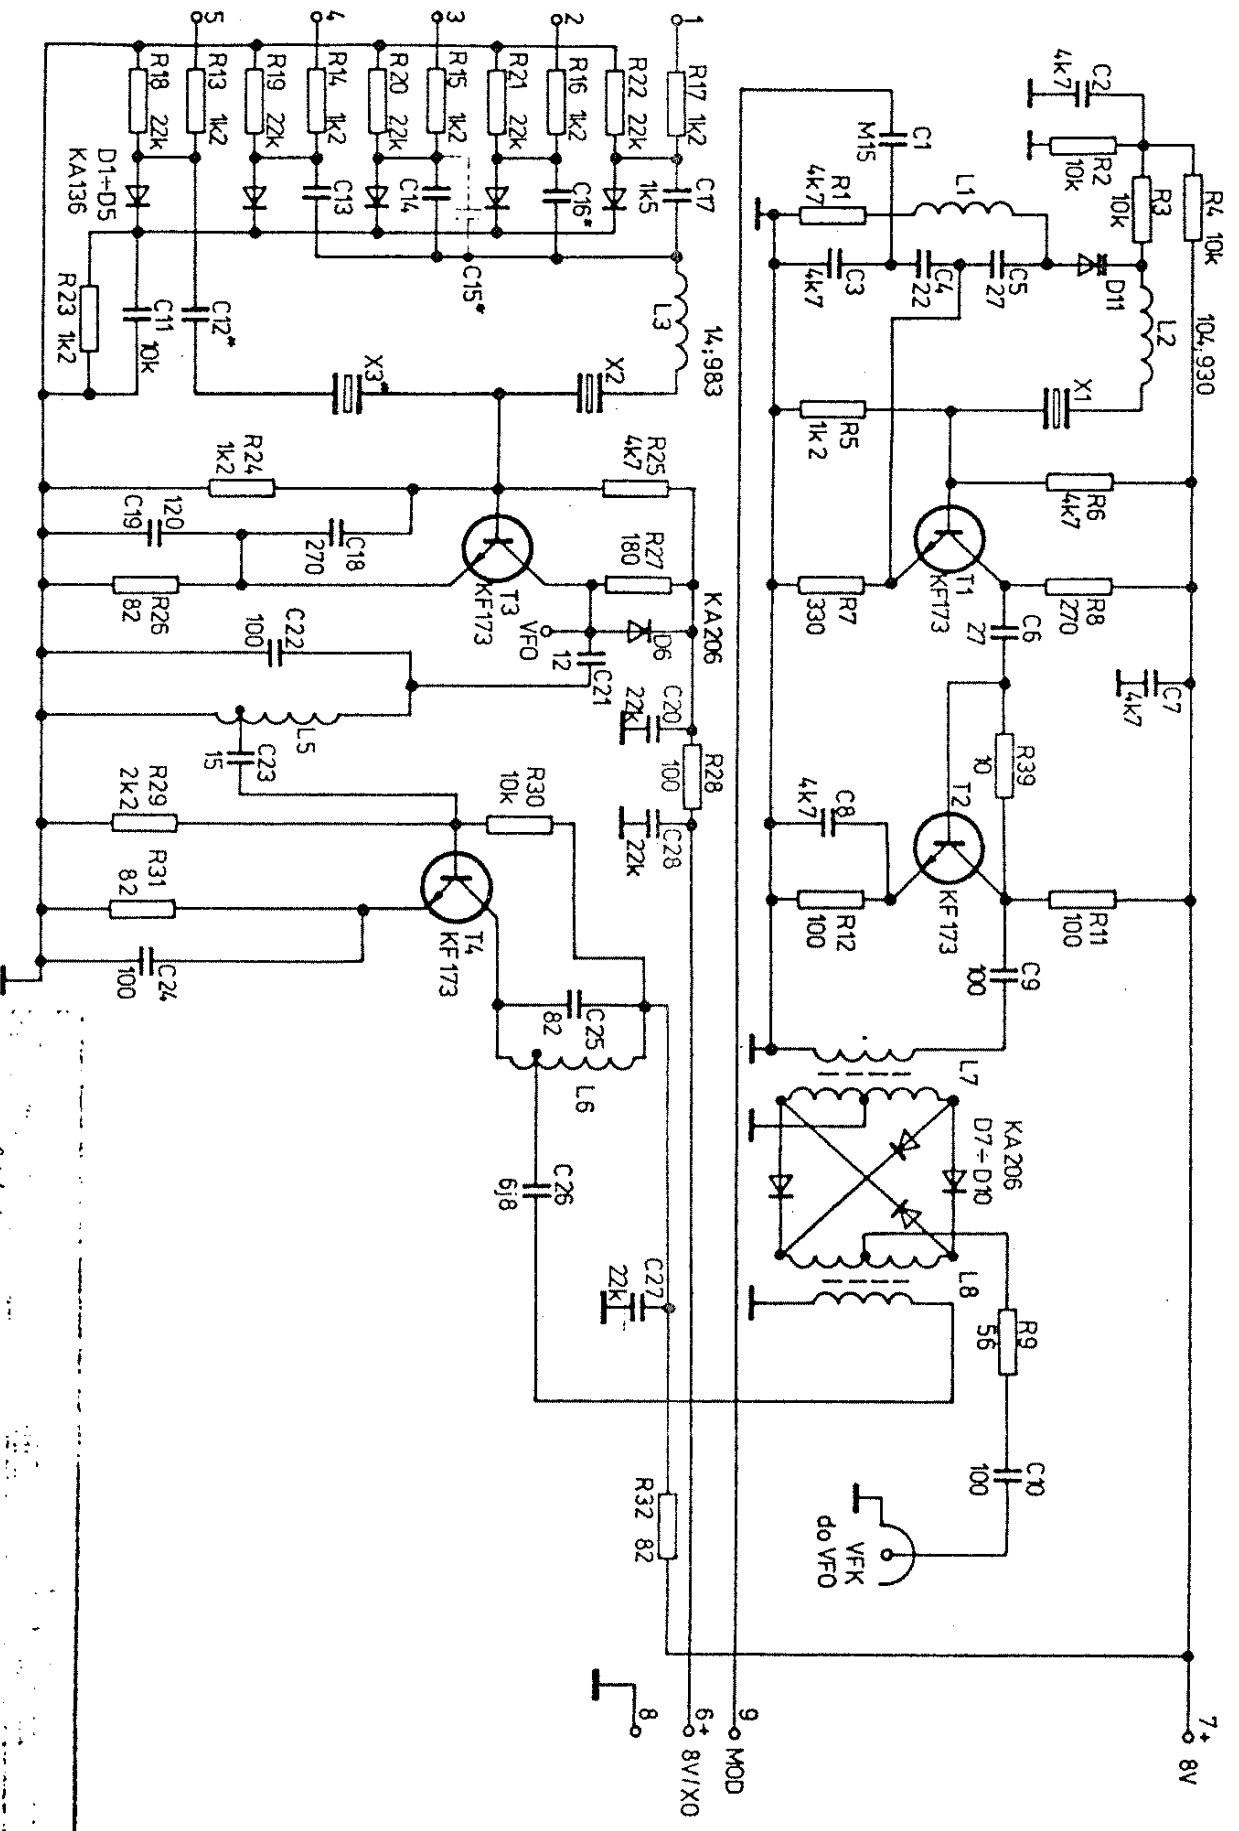 5
4
3
2
1
R18 22k
R13 1k2
R19 22k
R14 1k2
R20 22k
R15 1k2
R21 22k
R16 1k2
R22 22k
R17 1k2
D1÷D5
KA136
C13
C14
C15*
C16*
C17
1k5
R23 1k2
C11
10k
C12*
L3
14,983
X3*
X2
R24
1k2
R25
4k7
C19
120
C18
270
R26
82
T3
KF173
R27
180
VFO
D6
KA206
C21
12
C22
100
L5
C23
15
C20
22k
R28
100
C28
22k
R29
2k2
R30
10k
R31
82
T4
KF173
C24
100
C25
82
L6
C26
6j8
C27
22k
R32 82
C2
4k7
R2
10k
R3
10k
R4 10k
104,930
C1
M15
R1
4k7
L1
C3
4k7
C4
22
C5
27
D11
L2
X1
R5
1k2
R6
4k7
T1
KF173
R7
330
R8
270
C6
27
C7
4k7
R39
10
T2
KF173
C8
4k7
R12
100
R11
100
C9
100
L7
KA206
D7÷D10
L8
R9
56
C10
100
VFK
do VFO
7+
8V
9
MOD
6+
8V/XO
8